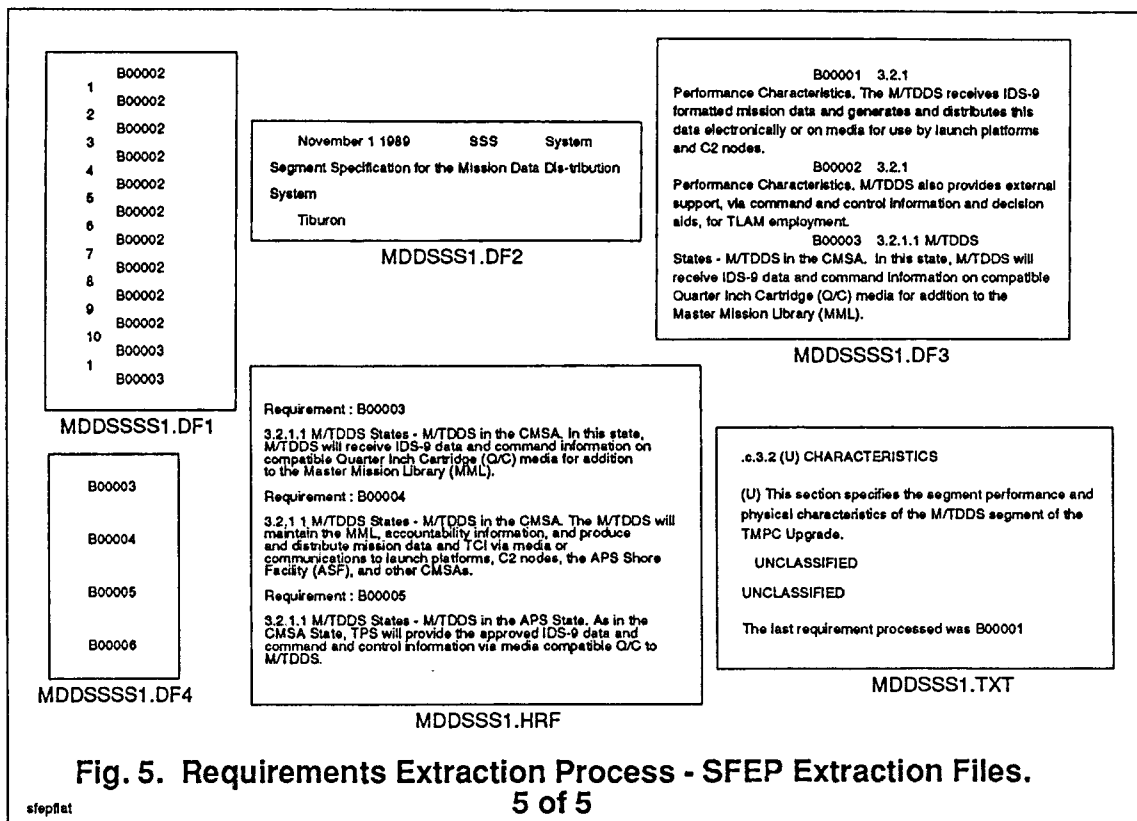 B00002
1
B00002
2
B00002
3
B00002
4
B00002
5
B00002
6
B00002
7
B00002
8
B00002
9
B00002
10
B00003
1
B00003
MDDSSSS1.DF1
November 1 1989 SSS System
Segment Specification for the Mission Data Dis-tribution
System
Tiburon
MDDSSS1.DF2
B00001 3.2.1
Performance Characteristics. The M/TDDS receives IDS-9
formatted mission data and generates and distributes this
data electronically or on media for use by launch platforms
and C2 nodes.
B00002 3.2.1
Performance Characteristics. M/TDDS also provides external
support, via command and control information and decision
aids, for TLAM employment.
B00003 3.2.1.1 M/TDDS
States - M/TDDS in the CMSA. In this state, M/TDDS will
receive IDS-9 data and command information on compatible
Quarter Inch Cartridge (Q/C) media for addition to the
Master Mission Library (MML).
MDDSSSS1.DF3
B00003
B00004
B00005
B00006
MDDSSSS1.DF4
Requirement : B00003
3.2.1.1 M/TDDS States - M/TDDS in the CMSA. In this state,
M/TDDS will receive IDS-9 data and command information on
compatible Quarter Inch Cartridge (Q/C) media for addition
to the Master Mission Library (MML).
Requirement : B00004
3.2,1 1 M/TDDS States - M/TDDS in the CMSA. The M/TDDS will
maintain the MML, accountability information, and produce
and distribute mission data and TCI via media or
communications to launch platforms, C2 nodes, the APS Shore
Facility (ASF), and other CMSAs.
Requirement : B00005
3.2.1.1 M/TDDS States - M/TDDS in the APS State. As in the
CMSA State, TPS will provide the approved IDS-9 data and
command and control information via media compatible Q/C to
M/TDDS.
MDDSSS1.HRF
.c.3.2 (U) CHARACTERISTICS
(U) This section specifies the segment performance and
physical characteristics of the M/TDDS segment of the
TMPC Upgrade.
UNCLASSIFIED
UNCLASSIFIED
The last requirement processed was B00001
MDDSSS1.TXT
Fig. 5. Requirements Extraction Process - SFEP Extraction Files.
5 of 5
sfepflat